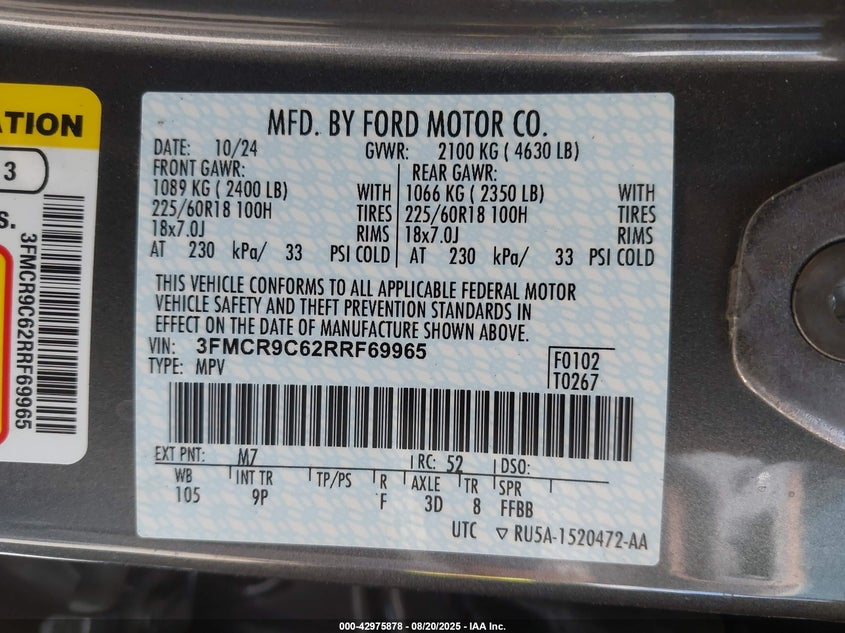 ATION
3
S.
3FMCR9C62RRF69965
MFD. BY FORD MOTOR CO.
DATE: 10/24 GVWR: 2100 KG ( 4630 LB)
FRONT GAWR: REAR GAWR:
1089 KG ( 2400 LB) WITH 1066 KG ( 2350 LB) WITH
225/60R18 100H TIRES 225/60R18 100H TIRES
18x7.0J RIMS 18x7.0J RIMS
AT 230 kPa/ 33 PSI COLD AT 230 kPa/ 33 PSI COLD
THIS VEHICLE CONFORMS TO ALL APPLICABLE FEDERAL MOTOR
VEHICLE SAFETY AND THEFT PREVENTION STANDARDS IN
EFFECT ON THE DATE OF MANUFACTURE SHOWN ABOVE.
VIN: 3FMCR9C62RRF69965 F0102
TYPE: MPV T0267
EXT PNT: M7 RC: 52 DSO:
WB INT TR TP/PS R AXLE TR SPR
105 9P F 3D 8 FFBB
UTC ▽ RU5A-1520472-AA
000-42975878 - 08/20/2025 - IAA Inc.